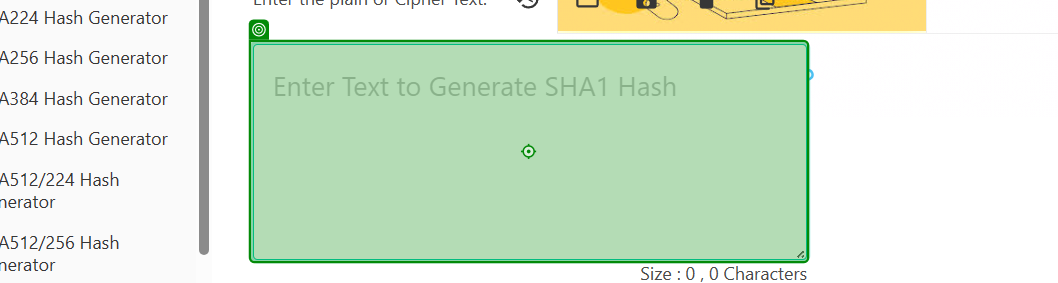 A224 Hash Generator
A256 Hash Generator
A384 Hash Generator
A512 Hash Generator
A512/224 Hash
nerator
A512/256 Hash
nerator
Enter the plain or Cipher Text:
Enter Text to Generate SHA1 Hash
Size : 0 , 0 Characters